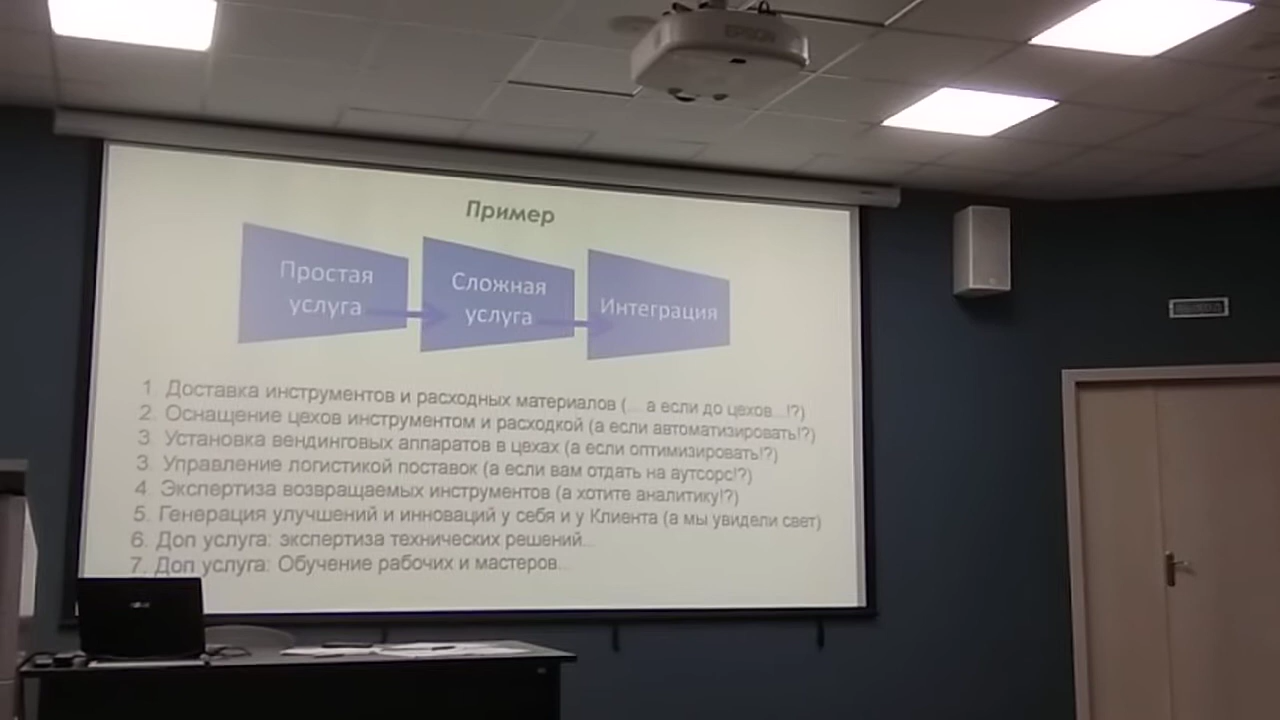 EPSON
Пример
Простая
услуга
Сложная
услуга
Интеграция
1. Доставка инструментов и расходных материалов (... а если до цехов...!?)
2. Оснащение цехов инструментом и расходкой (а если автоматизировать!?)
3. Установка вендинговых аппаратов в цехах (а если оптимизировать!?)
3. Управление логистикой поставок (а если вам отдать на аутсорс!?)
4. Экспертиза возвращаемых инструментов (а хотите аналитику!?)
5. Генерация улучшений и инноваций у себя и у Клиента (а мы увидели свет)
6. Доп услуга: экспертиза технических решений...
7. Доп услуга: Обучение рабочих и мастеров...